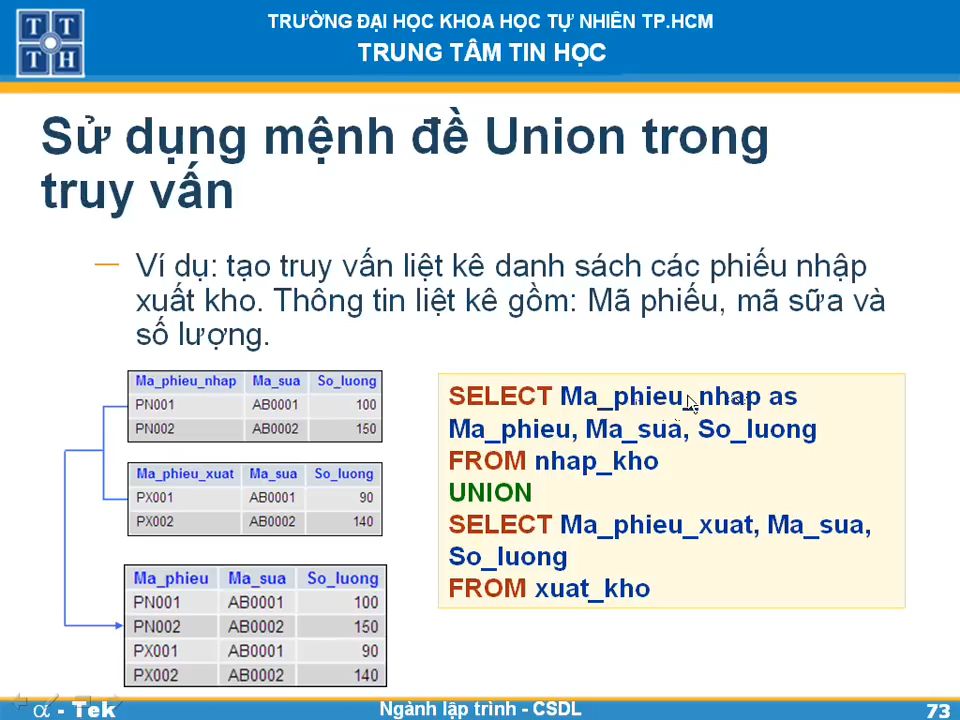 TRƯỜNG ĐẠI HỌC KHOA HỌC TỰ NHIÊN TP.HCM
TRUNG TÂM TIN HỌC
T T
T H
Sử dụng mệnh đề Union trong
truy vấn
Ví dụ: tạo truy vấn liệt kê danh sách các phiếu nhập
xuất kho. Thông tin liệt kê gồm: Mã phiếu, mã sữa và
số lượng.
Ma_phieu_nhap Ma_sua So_luong
PN001 AB0001 100
PN002 AB0002 150
Ma_phieu_xuat Ma_sua So_luong
PX001 AB0001 90
PX002 AB0002 140
Ma_phieu Ma_sua So_luong
PN001 AB0001 100
PN002 AB0002 150
PX001 AB0001 90
PX002 AB0002 140
SELECT Ma_phieu_nhap as
Ma_phieu, Ma_sua, So_luong
FROM nhap_kho
UNION
SELECT Ma_phieu_xuat, Ma_sua,
So_luong
FROM xuat_kho
α - Tek
Ngành lập trình - CSDL
73